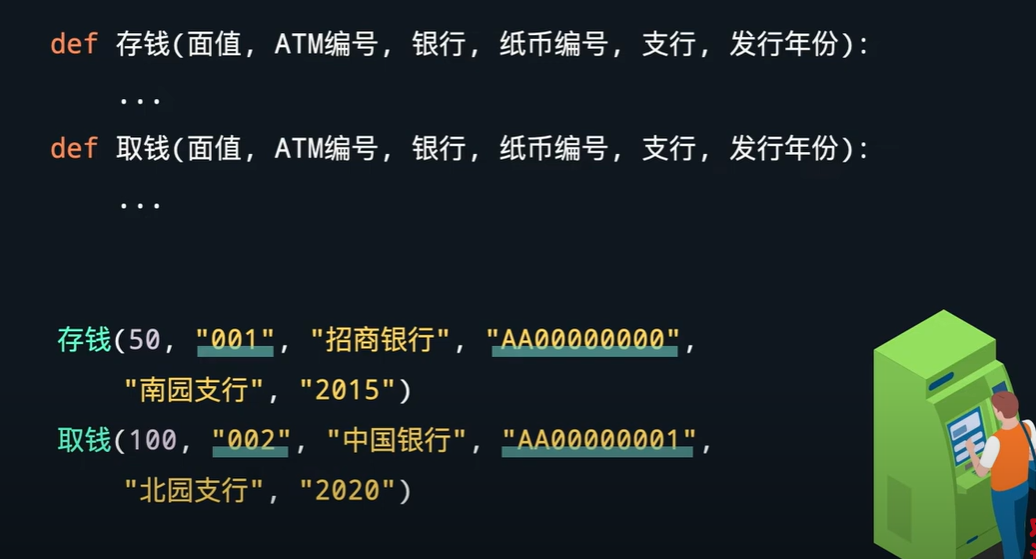 def 存钱(面值, ATM编号, 银行, 纸币编号, 支行, 发行年份):
...
def 取钱(面值, ATM编号, 银行, 纸币编号, 支行, 发行年份):
...
存钱(50, "001", "招商银行", "AA00000000",
"南园支行", "2015")
取钱(100, "002", "中国银行", "AA00000001",
"北园支行", "2020")